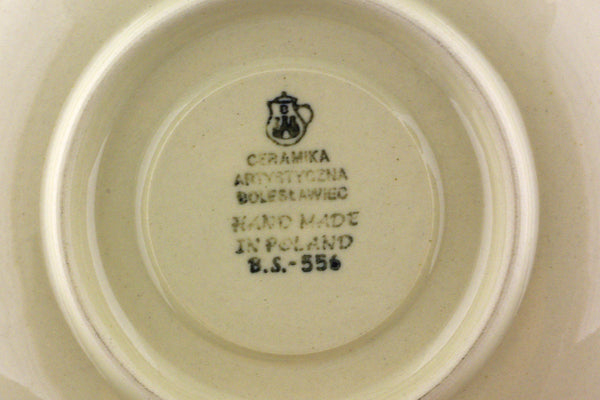 B
CERAMIKA
ARTYSTYCZNA
BOLESŁAWIEC
HAND MADE
IN POLAND
B.S.-556